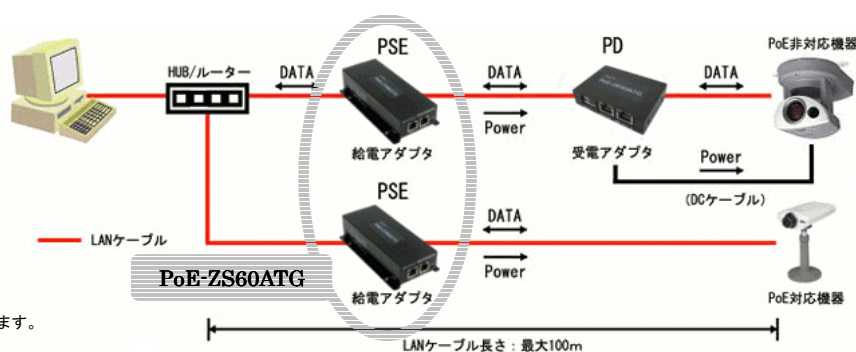 PSE
PD
PoE非対応機器
HUB/ルーター
DATA
DATA
DATA
Power
給電アダプタ
受電アダプタ
Power
(DCケーブル)
PSE
DATA
LANケーブル
Power
PoE-ZS60ATG
給電アダプタ
PoE対応機器
ます。
LANケーブル長さ：最大100m